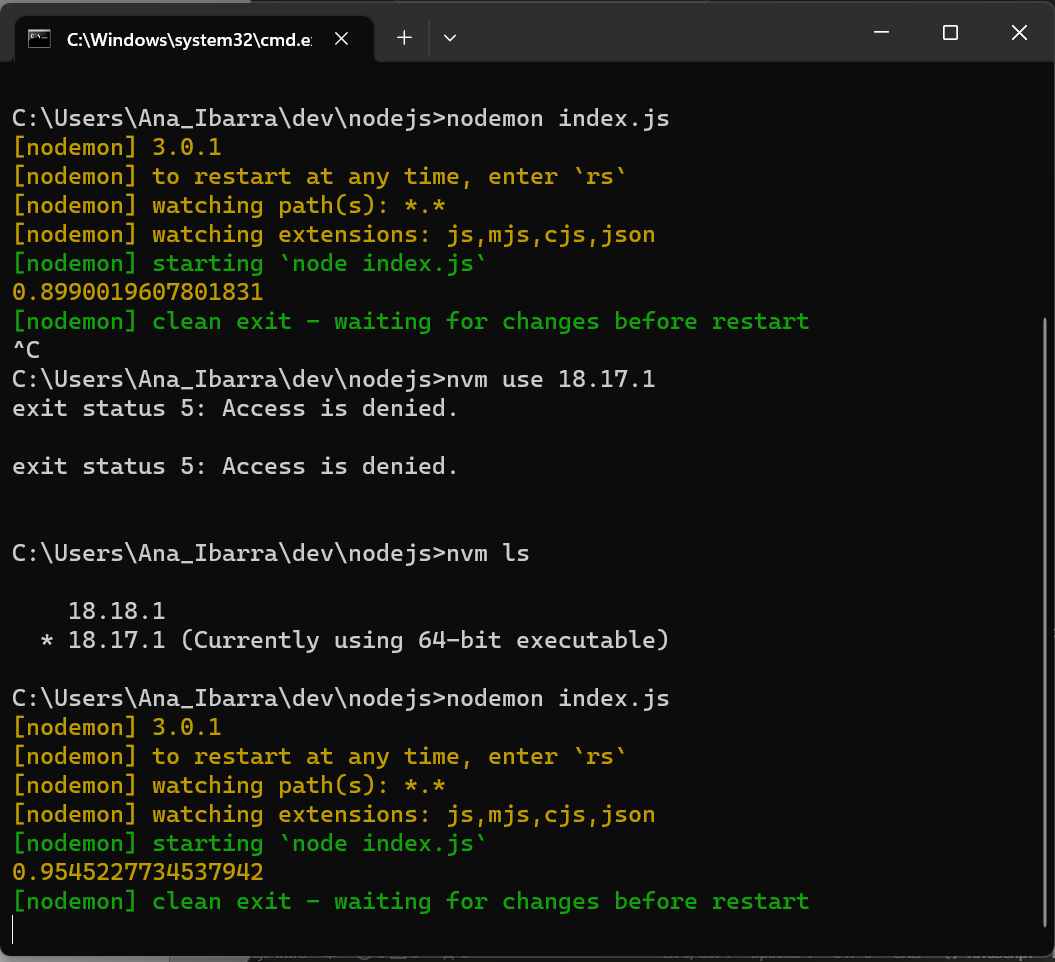 C:\Windows\system32\cmd.e
C:\Users\Ana_Ibarra\dev\nodejs>nodemon index.js
[nodemon] 3.0.1
[nodemon] to restart at any time, enter `rs`
[nodemon] watching path(s): *.*
[nodemon] watching extensions: js,mjs,cjs,json
[nodemon] starting `node index.js`
0.8990019607801831
[nodemon] clean exit - waiting for changes before restart
^C
C:\Users\Ana_Ibarra\dev\nodejs>nvm use 18.17.1
exit status 5: Access is denied.
exit status 5: Access is denied.
C:\Users\Ana_Ibarra\dev\nodejs>nvm ls
18.18.1
* 18.17.1 (Currently using 64-bit executable)
C:\Users\Ana_Ibarra\dev\nodejs>nodemon index.js
[nodemon] 3.0.1
[nodemon] to restart at any time, enter `rs`
[nodemon] watching path(s): *.*
[nodemon] watching extensions: js,mjs,cjs,json
[nodemon] starting `node index.js`
0.9545227734537942
[nodemon] clean exit - waiting for changes before restart